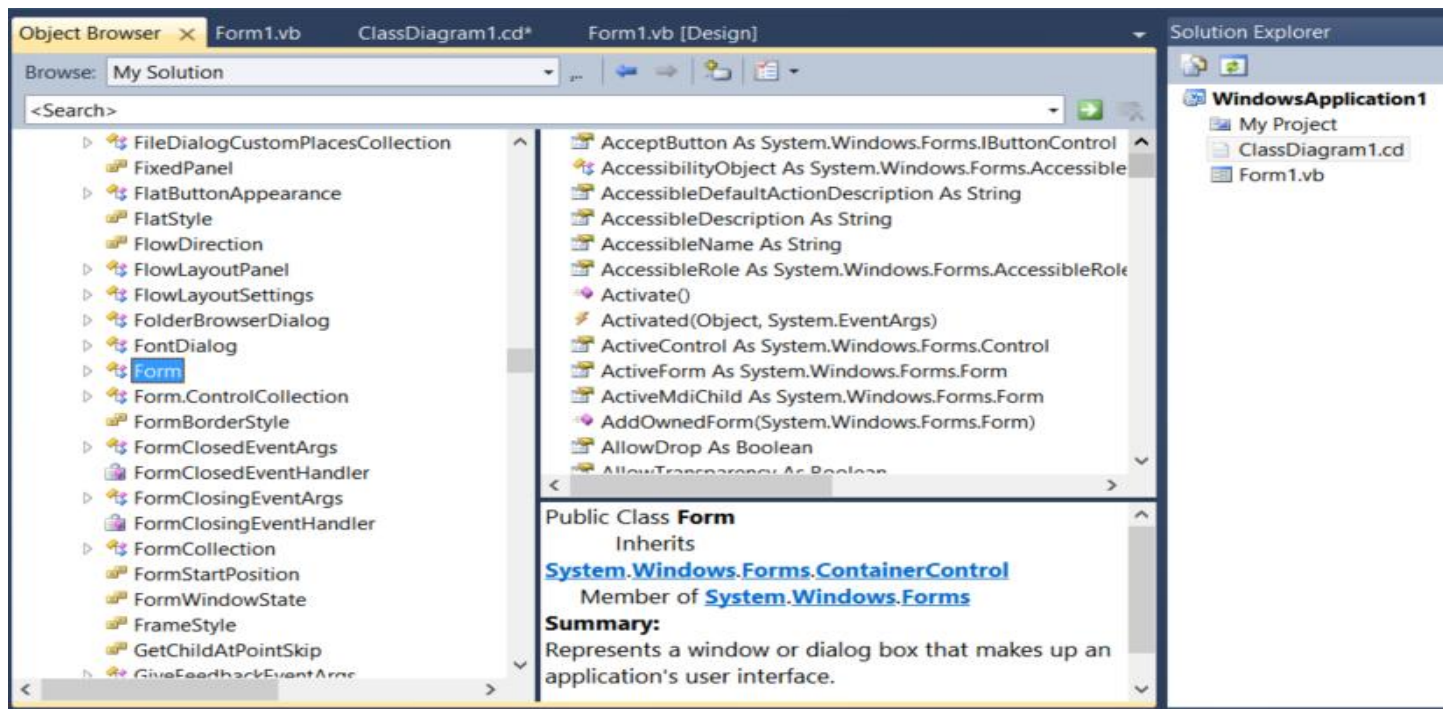 Object Browser
Form1.vb
ClassDiagram1.cd*
Form1.vb [Design]
Browse: My Solution
<Search>
FileDialogCustomPlacesCollection
FixedPanel
FlatButtonAppearance
FlatStyle
FlowDirection
FlowLayoutPanel
FlowLayoutSettings
FolderBrowserDialog
FontDialog
Form
Form.ControlCollection
FormBorderStyle
FormClosedEventArgs
FormClosedEventHandler
FormClosingEventArgs
FormClosingEventHandler
FormCollection
FormStartPosition
FormWindowState
FrameStyle
GetChildAtPointSkip
GiveFeedbackEventArgs
AcceptButton As System.Windows.Forms.IButtonControl
AccessibilityObject As System.Windows.Forms.Accessible
AccessibleDefaultActionDescription As String
AccessibleDescription As String
AccessibleName As String
AccessibleRole As System.Windows.Forms.AccessibleRole
Activate()
Activated(Object, System.EventArgs)
ActiveControl As System.Windows.Forms.Control
ActiveForm As System.Windows.Forms.Form
ActiveMdiChild As System.Windows.Forms.Form
AddOwnedForm(System.Windows.Forms.Form)
AllowDrop As Boolean
AllowTransparency As Boolean
Public Class Form
Inherits
System.Windows.Forms.ContainerControl
Member of System.Windows.Forms
Summary:
Represents a window or dialog box that makes up an
application's user interface.
Solution Explorer
WindowsApplication1
My Project
ClassDiagram1.cd
Form1.vb